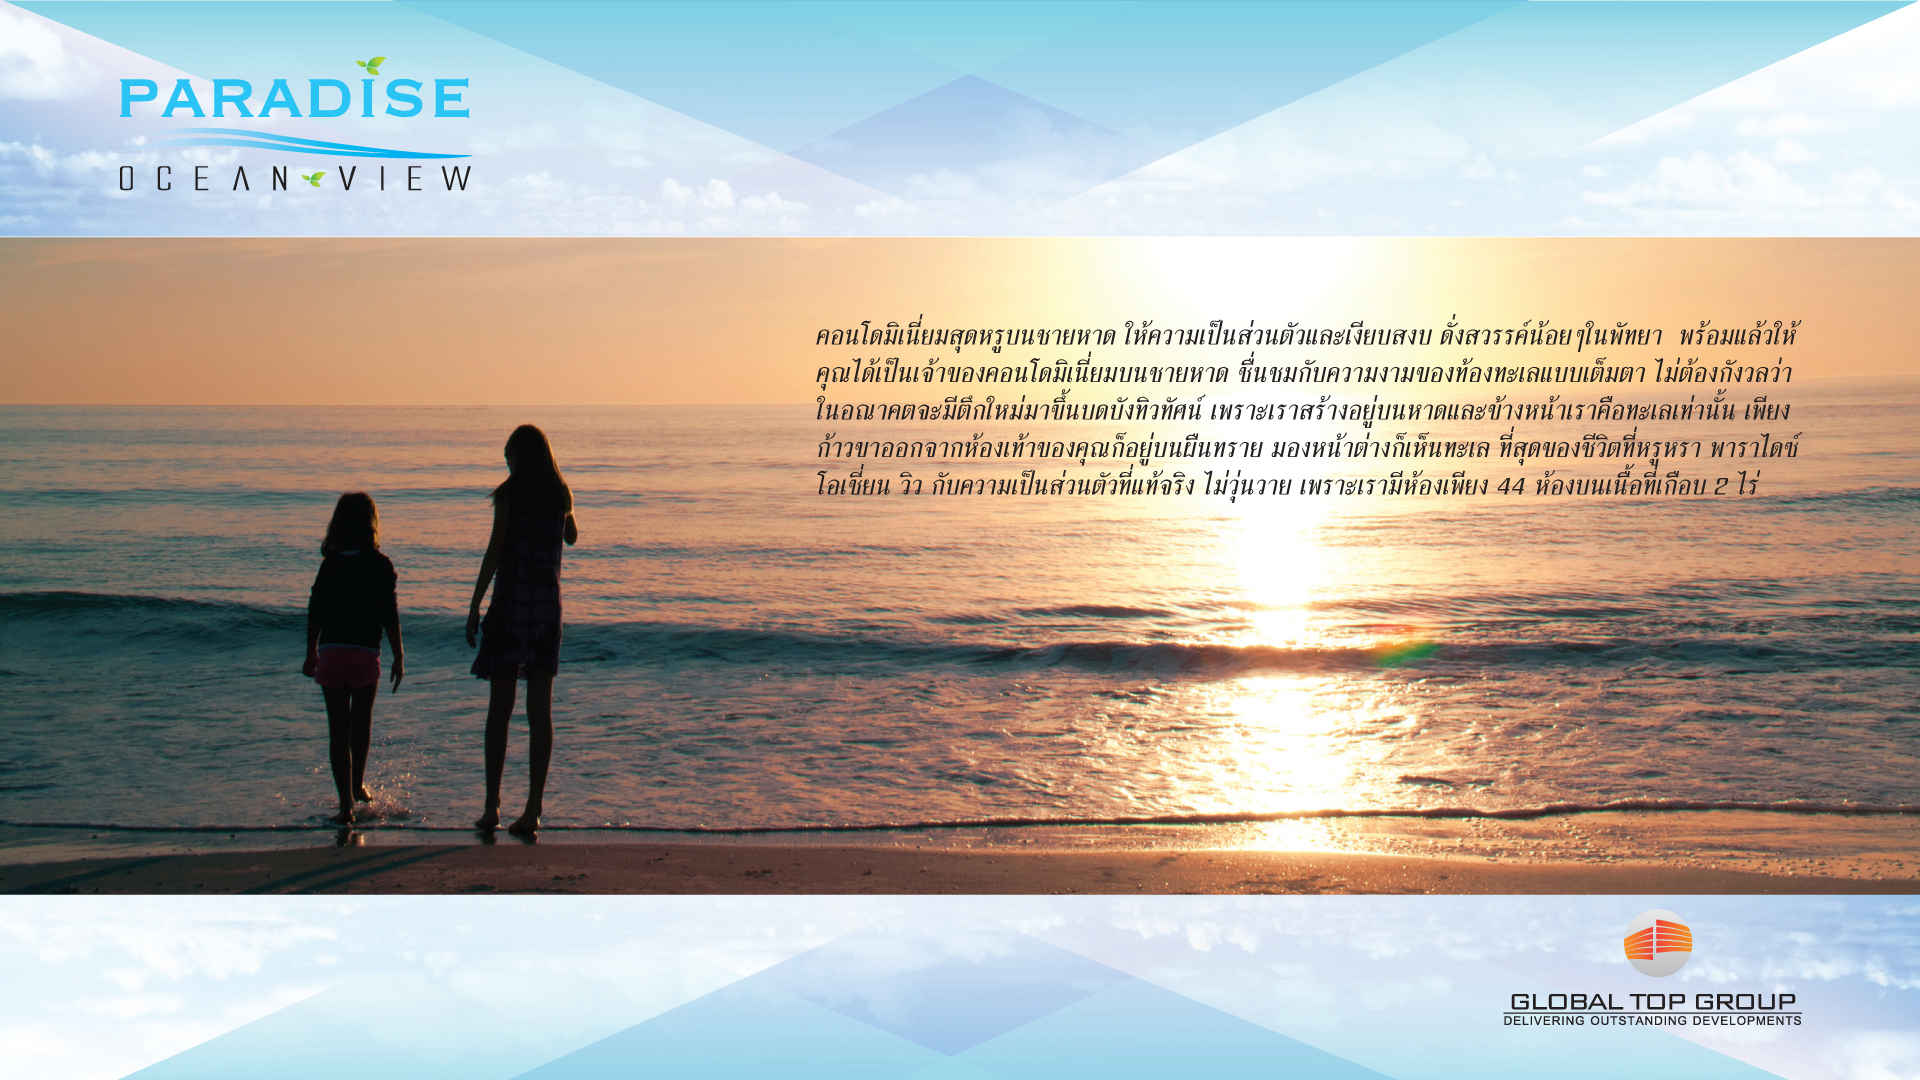 PARADISE
OCEAN VIEW
คอนโดมิเนี่ยมสุดหรูบนชายหาด ให้ความเป็นส่วนตัวและเงียบสงบ ดั่งสวรรค์น้อยๆในพัทยา พร้อมแล้วให้
คุณได้เป็นเจ้าของคอนโดมิเนี่ยมบนชายหาด ชื่นชมกับความงามของท้องทะเลแบบเต็มตา ไม่ต้องกังวลว่า
ในอณาคตจะมีตึกใหม่มาขึ้นบดบังทิวทัศน์ เพราะเราสร้างอยู่บนหาดและข้างหน้าเราคือทะเลเท่านั้น เพียง
ก้าวขาออกจากห้องเท้าของคุณก็อยู่บนผืนทราย มองหน้าต่างก็เห็นทะเล ที่สุดของชีวิตที่หรูหรา พาราไดซ์
โอเชี่ยน วิว กับความเป็นส่วนตัวที่แท้จริง ไม่วุ่นวาย เพราะเรามีห้องเพียง 44 ห้องบนเนื้อที่เกือบ 2 ไร่
GLOBAL TOP GROUP
DELIVERING OUTSTANDING DEVELOPMENTS